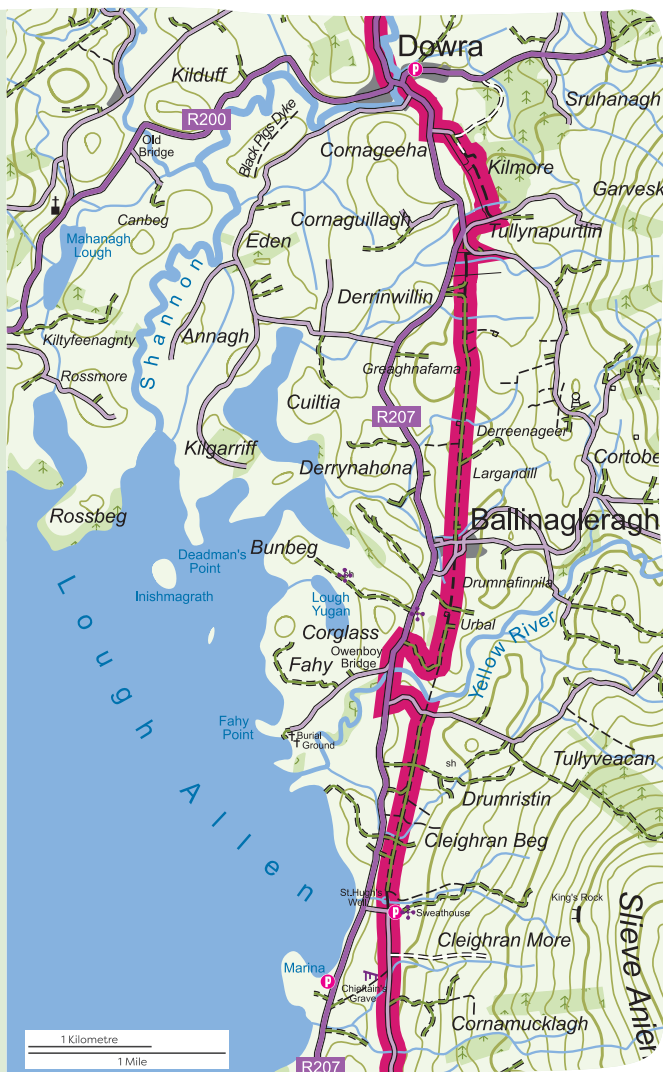 Dowra
P
Kilduff
R200
Sruhanagh
Black Pigs Dyke
Old
Bridge
Cornageeha
Kilmore
Garvesk
Canbeg
Cornaguillagh
Tullynapurtlin
Mahanagh
Lough
Eden
Shannon
Derrinwillin
Kiltyfeenagnty
Annagh
Greaghnafarna
Rossmore
Cuiltia
R207
Derreenageer
Kilgarriff
Cortobe
Derrynahona
Largandill
Rossbeg
Ballinagleragh
Bunbeg
Deadman's
Point
sh
Drumnafinnila
Inishmagrath
Lough
Yugan
Lough Allen
Urbal
Corglass
Yellow River
Owenboy
Bridge
Fahy
Fahy
Point
Burial
Ground
Tullyveacan
sh
Drumristin
Cleighran Beg
St.Hugh's
Well
King's Rock
P
Sweathouse
Slieve Anier
Cleighran More
Marina
P
Chieftain's
Grave
Cornamucklagh
1 Kilometre
1 Mile
R207